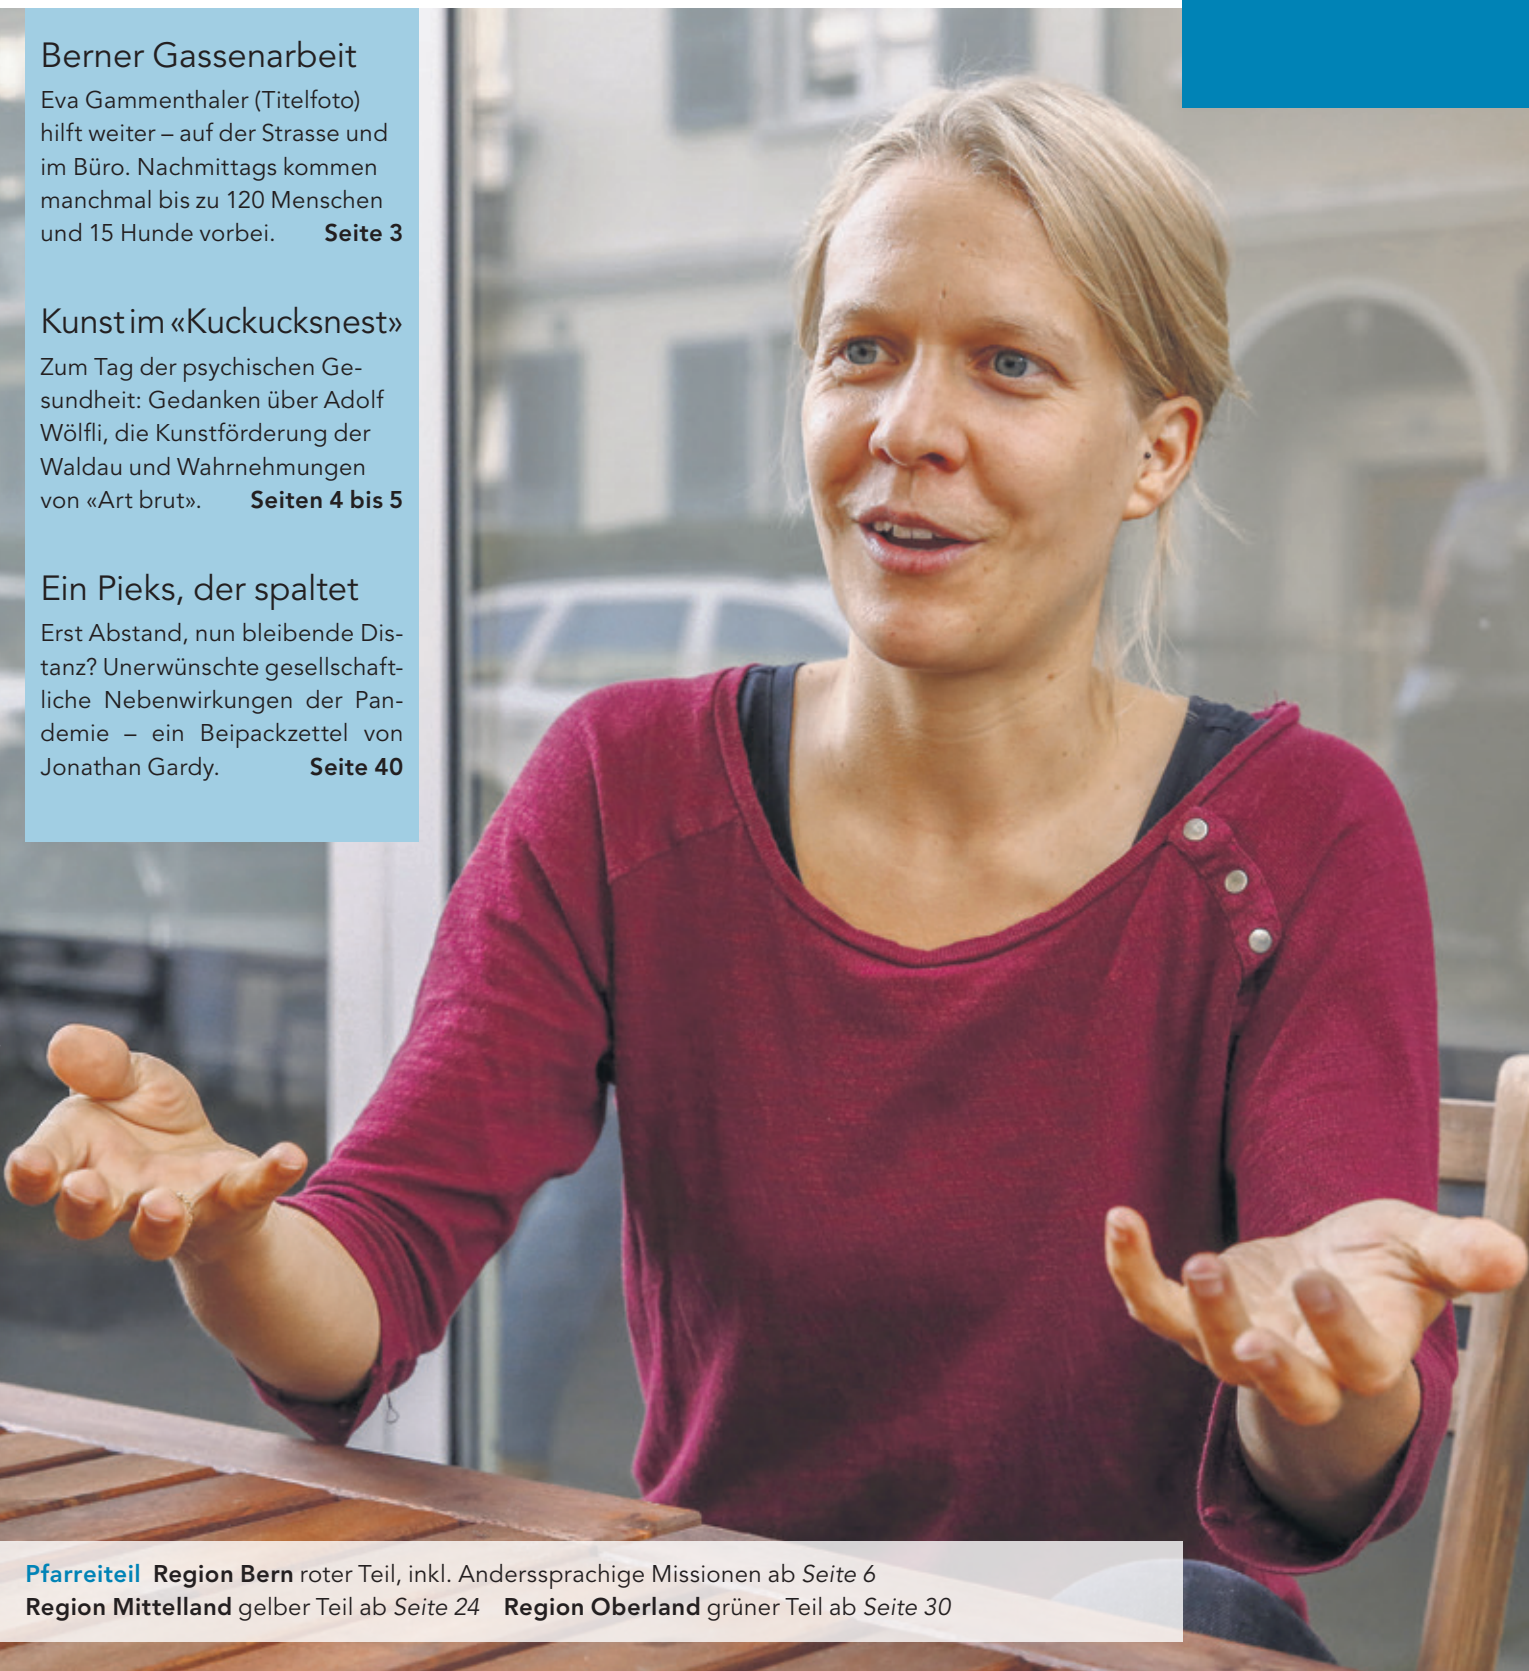 Berner Gassenarbeit
Eva Gammenthaler (Titelfoto)
hilft weiter – auf der Strasse und
im Büro. Nachmittags kommen
manchmal bis zu 120 Menschen
und 15 Hunde vorbei. Seite 3
Kunst im «Kuckucksnest»
Zum Tag der psychischen Ge-
sundheit: Gedanken über Adolf
Wölfli, die Kunstförderung der
Waldau und Wahrnehmungen
von «Art brut». Seiten 4 bis 5
Ein Pieks, der spaltet
Erst Abstand, nun bleibende Dis-
tanz? Unerwünschte gesellschaft-
liche Nebenwirkungen der Pan-
demie – ein Beipackzettel von
Jonathan Gardy. Seite 40
Pfarreiteil Region Bern roter Teil, inkl. Anderssprachige Missionen ab Seite 6
Region Mittelland gelber Teil ab Seite 24 Region Oberland grüner Teil ab Seite 30